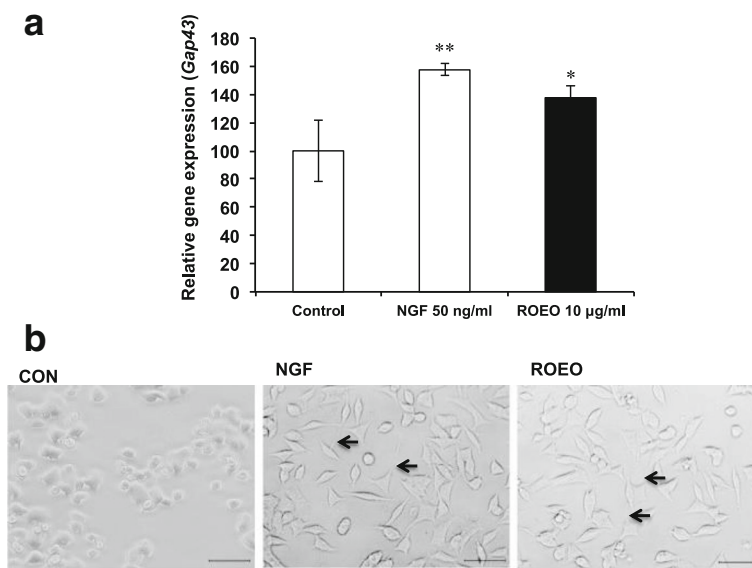 a
Relative gene expression (Gap43)
180
160
140
120
100
80
60
40
20
0
**
*
Control
NGF 50 ng/ml
ROEO 10 µg/ml
b
CON
NGF
ROEO